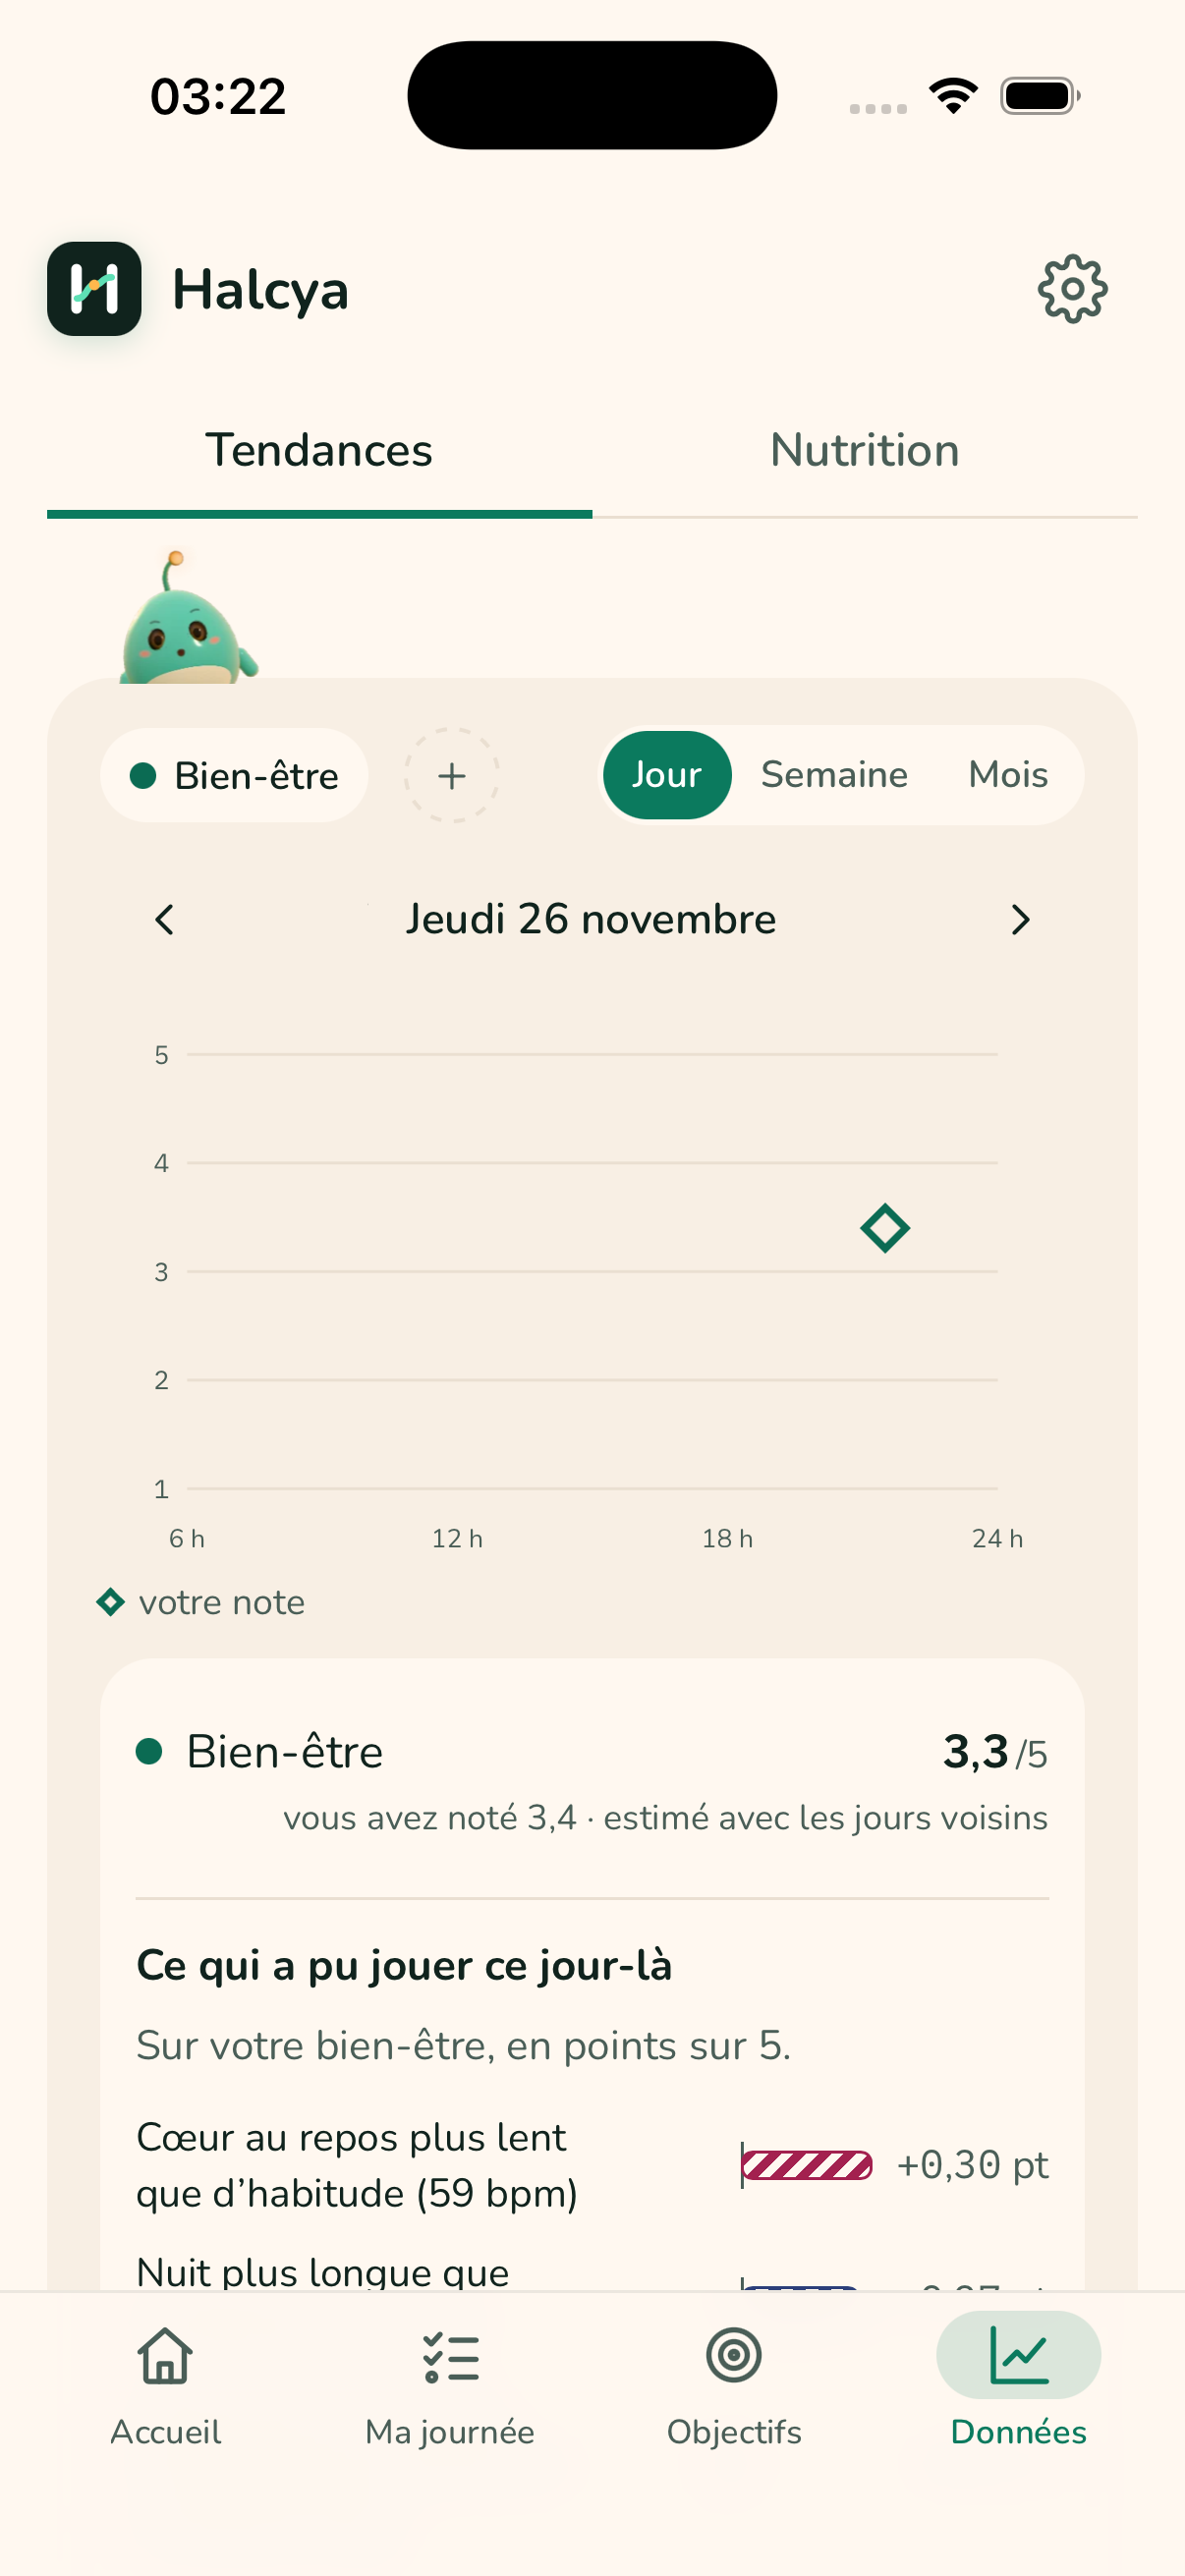 03:22
Halcya
Tendances
Nutrition
Bien-être
+
Jour
Semaine
Mois
Jeudi 26 novembre
5
4
3
2
1
6 h
12 h
18 h
24 h
votre note
Bien-être
3,3 /5
vous avez noté 3,4 · estimé avec les jours voisins
Ce qui a pu jouer ce jour-là
Sur votre bien-être, en points sur 5.
Cœur au repos plus lent
que d’habitude (59 bpm)
+0,30 pt
Nuit plus longue que
Accueil
Ma journée
Objectifs
Données